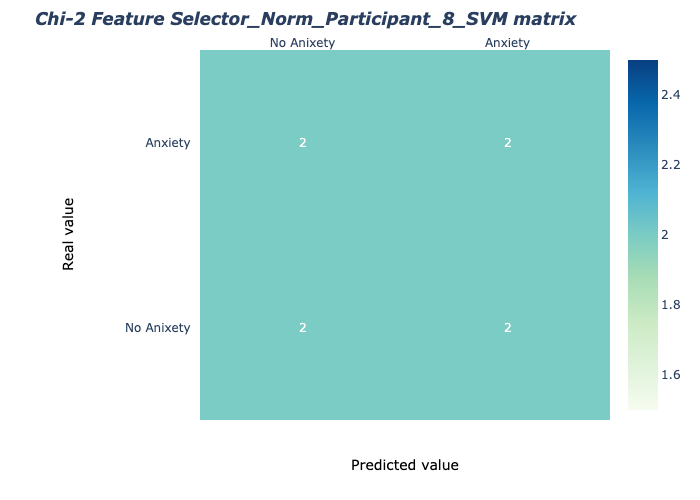 Chi-2 Feature Selector_Norm_Participant_8_SVM matrix
No Anixety Anxiety
2.4
Anxiety 2 2
2.2
Real value
2
1.8
No Anixety 2 2
1.6
Predicted value